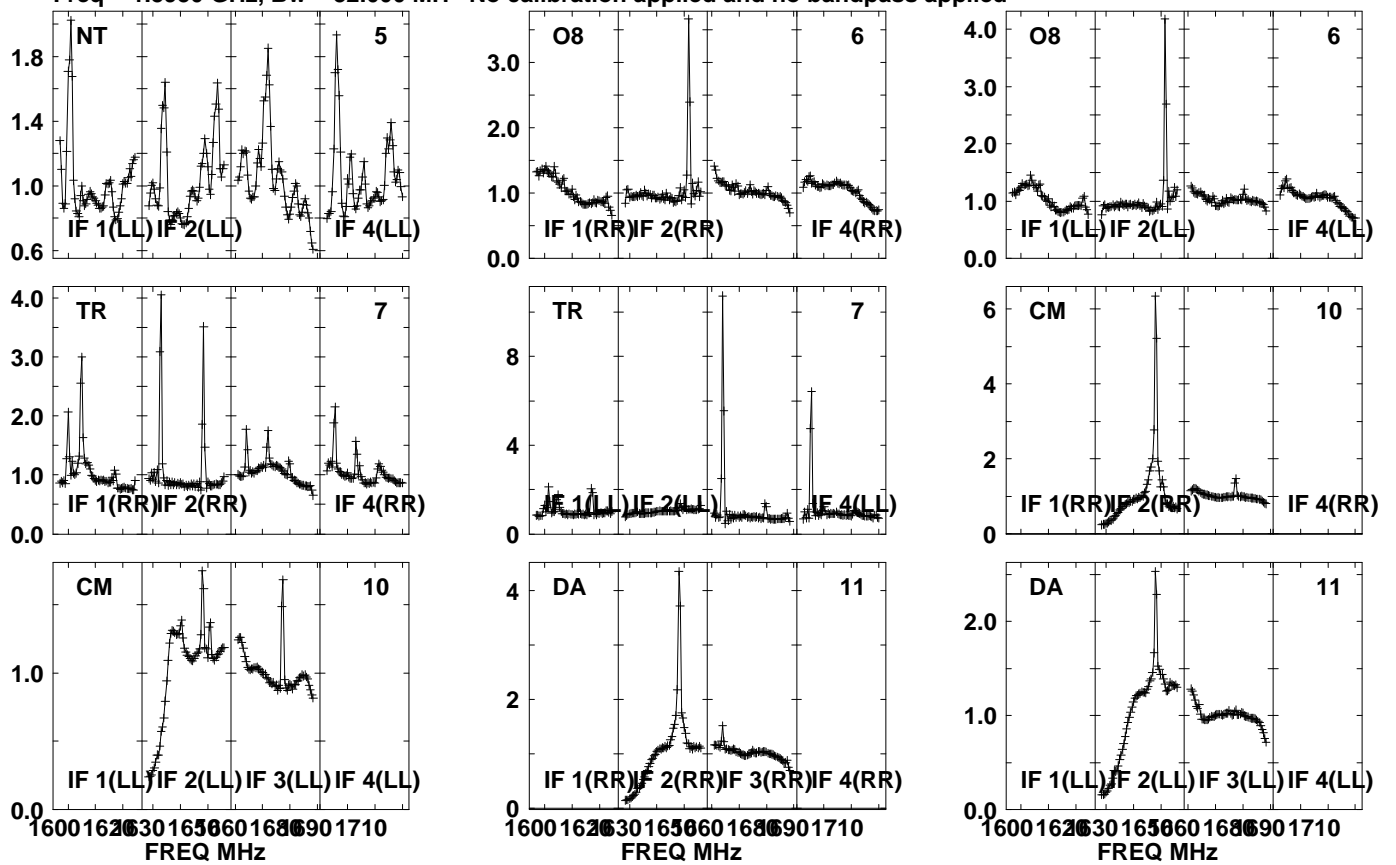 Freq = GHz, Bw = 32.000 MH No calibration applied and no bandpass applied
NT 5
1.8
1.4
1.0
0.6
IF 1(LL) IF 2(LL) IF 4(LL)
O8 6
3.0
2.0
1.0
0.0
IF 1(RR) IF 2(RR) IF 4(RR)
O8 6
4.0
3.0
2.0
1.0
0.0
IF 1(LL) IF 2(LL) IF 4(LL)
TR 7
4.0
3.0
2.0
1.0
0.0
IF 1(RR) IF 2(RR) IF 4(RR)
TR 7
8
4
0
IF 1(LL) IF 2(LL) IF 4(LL)
CM 10
6
4
2
0
IF 1(RR) IF 2(RR) IF 4(RR)
CM 10
1.0
0.0
IF 1(LL) IF 2(LL) IF 3(LL) IF 4(LL)
1600 1620 1630 1650 1660 1680 1690 1710
FREQ MHz
DA 11
4
2
0
IF 1(RR) IF 2(RR) IF 3(RR) IF 4(RR)
1600 1620 1630 1650 1660 1680 1690 1710
FREQ MHz
DA 11
2.0
1.0
0.0
IF 1(LL) IF 2(LL) IF 3(LL) IF 4(LL)
1600 1620 1630 1650 1660 1680 1690 1710
FREQ MHz